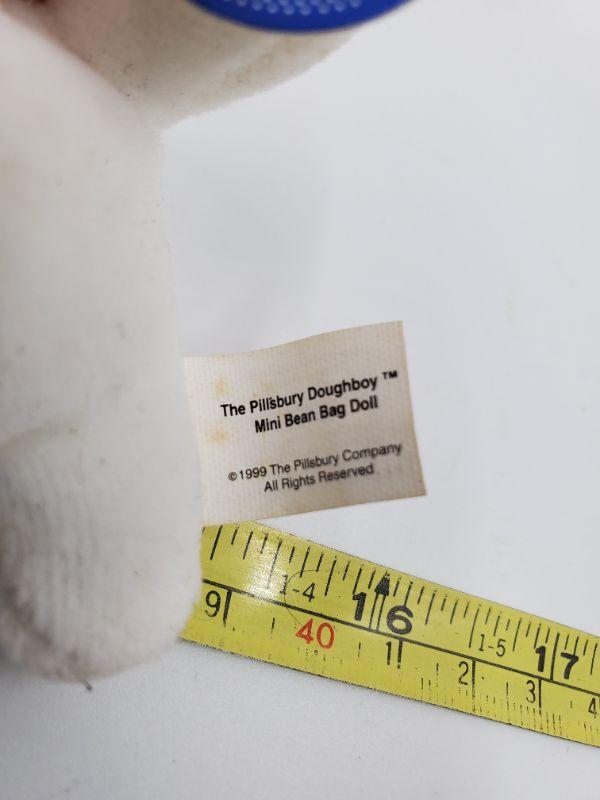 The Pillsbury Doughboy ™
Mini Bean Bag Doll
©1999 The Pillsbury Company
All Rights Reserved
1-4 16 1-5 17
9 40 1 2 3 4